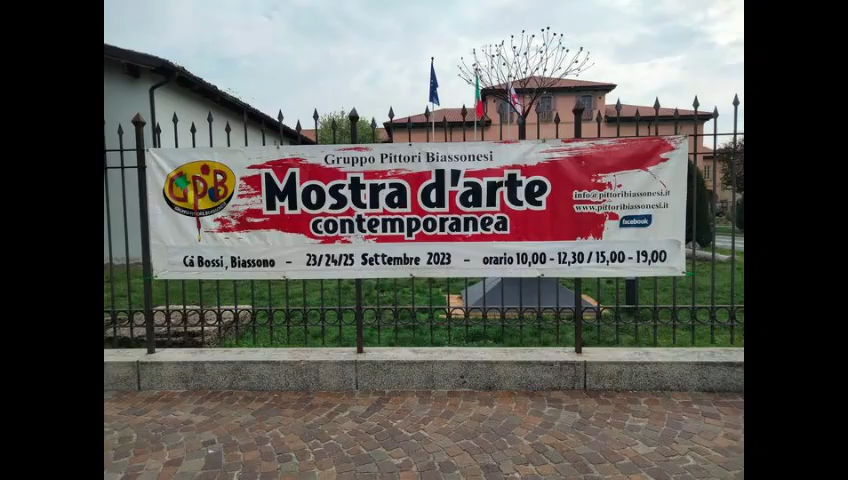 Gruppo Pittori Biassonesi
GPB
Mostra d'arte
contemporanea
info@pittoribiassonesi.it
www.pittoribiassonesi.it
facebook
Cà Bossi, Biassono - 23/24/25 Settembre 2023 - orario 10,00 - 12,30 / 15,00 - 19,00